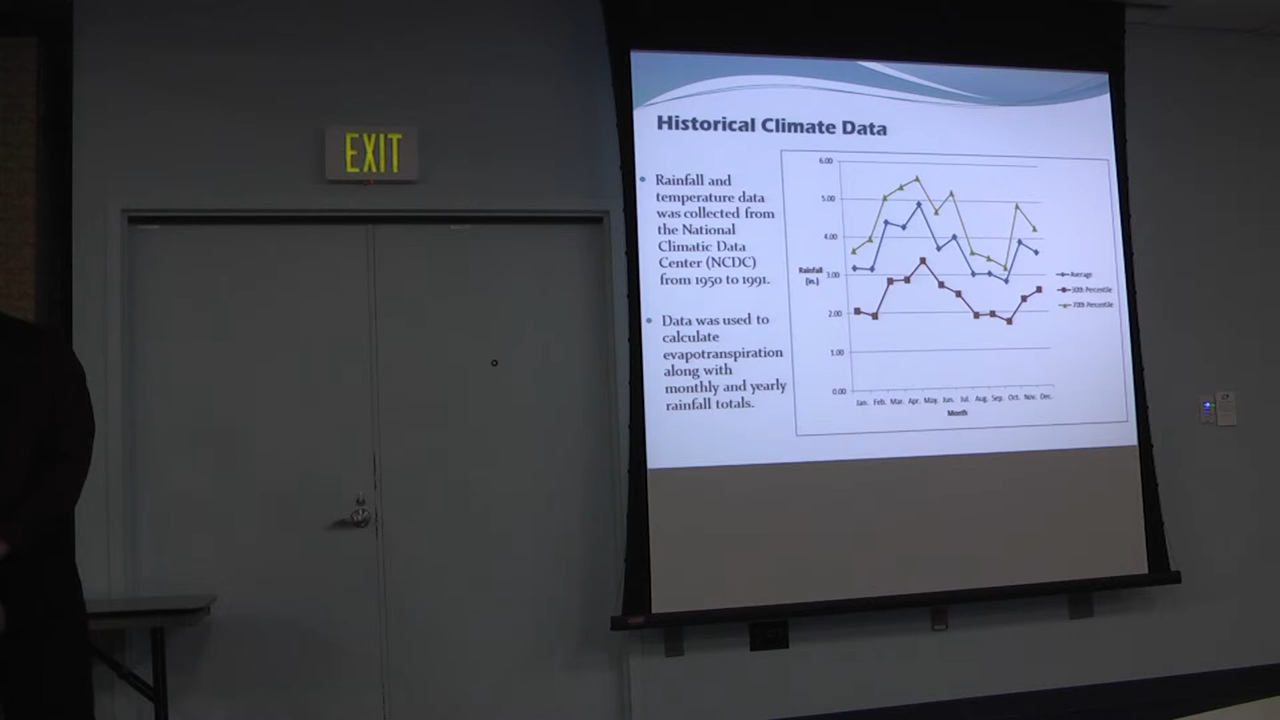 EXIT
Historical Climate Data
Rainfall and
temperature data
was collected from
the National
Climatic Data
Center (NCDC)
from 1950 to 1991.
Data was used to
calculate
evapotranspiration
along with
monthly and yearly
rainfall totals.
6.00
5.00
4.00
3.00
2.00
1.00
0.00
Rainfall
(in.)
Jan. Feb. Mar. Apr. May. Jun. Jul. Aug. Sep. Oct. Nov. Dec.
Month
Average
30th Percentile
70th Percentile